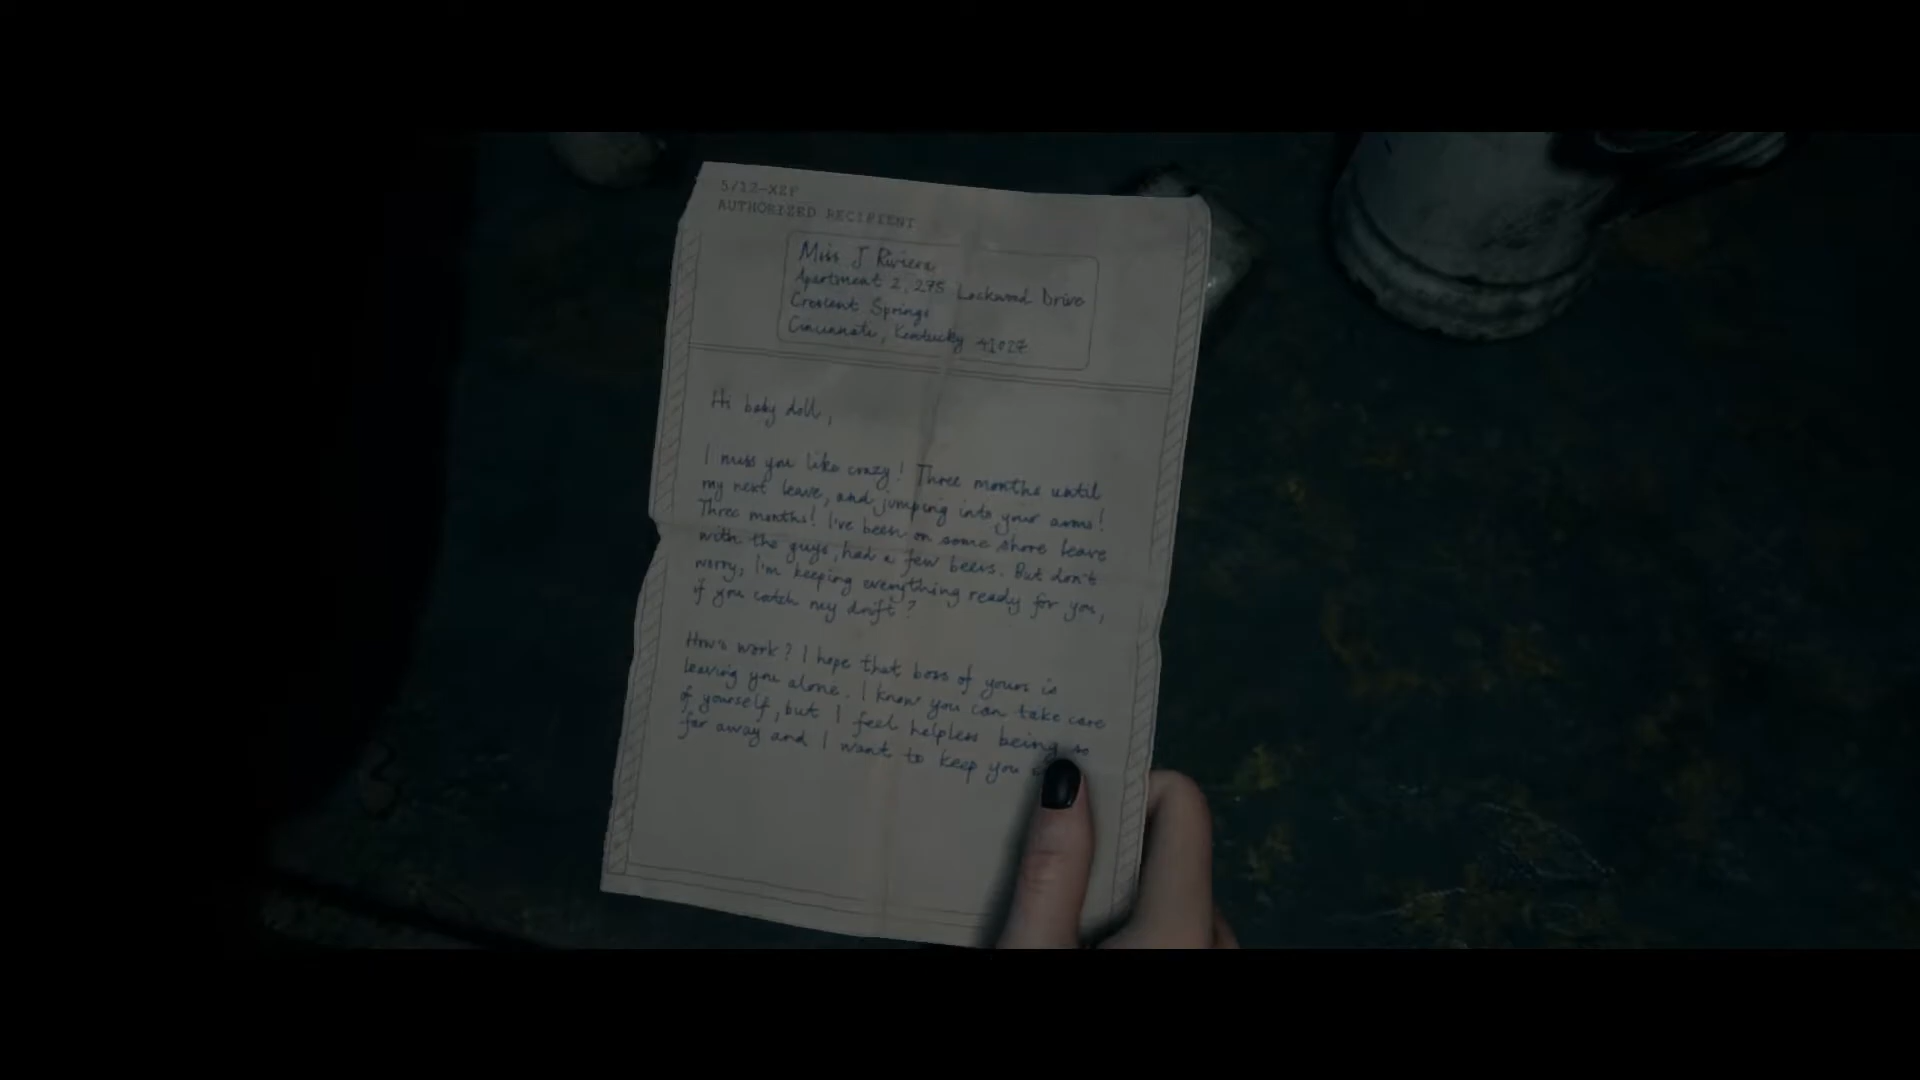 5/12-XZP
AUTHORIZED RECIPIENT
Miss J Riviera
Apartment 2, 295 Lockwood Drive
Crescent Springs
Cincinnati, Kentucky 41017
Hi baby doll,
I miss you like crazy! Three months until
my next leave, and jumping into your arms!
Three months! I've been on some shore leave
with the guys, had a few beers. But don't
worry, I'm keeping everything ready for you,
if you catch my drift?
How's work? I hope that boss of yours is
leaving you alone. I know you can take care
of yourself, but I feel helpless being so
far away and I want to keep you